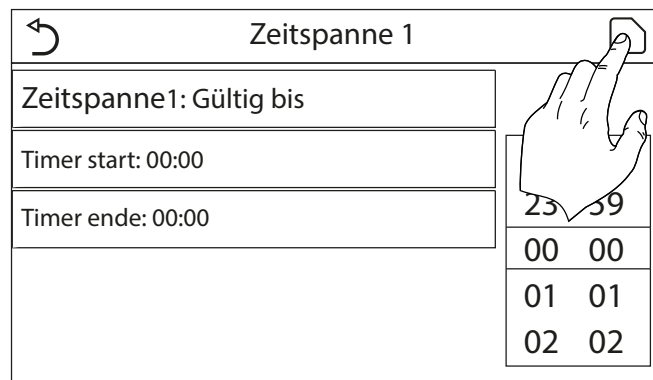 Zeitspanne 1
Zeitspanne1: Gültig bis
Timer start: 00:00
Timer ende: 00:00
23 59
00 00
01 01
02 02